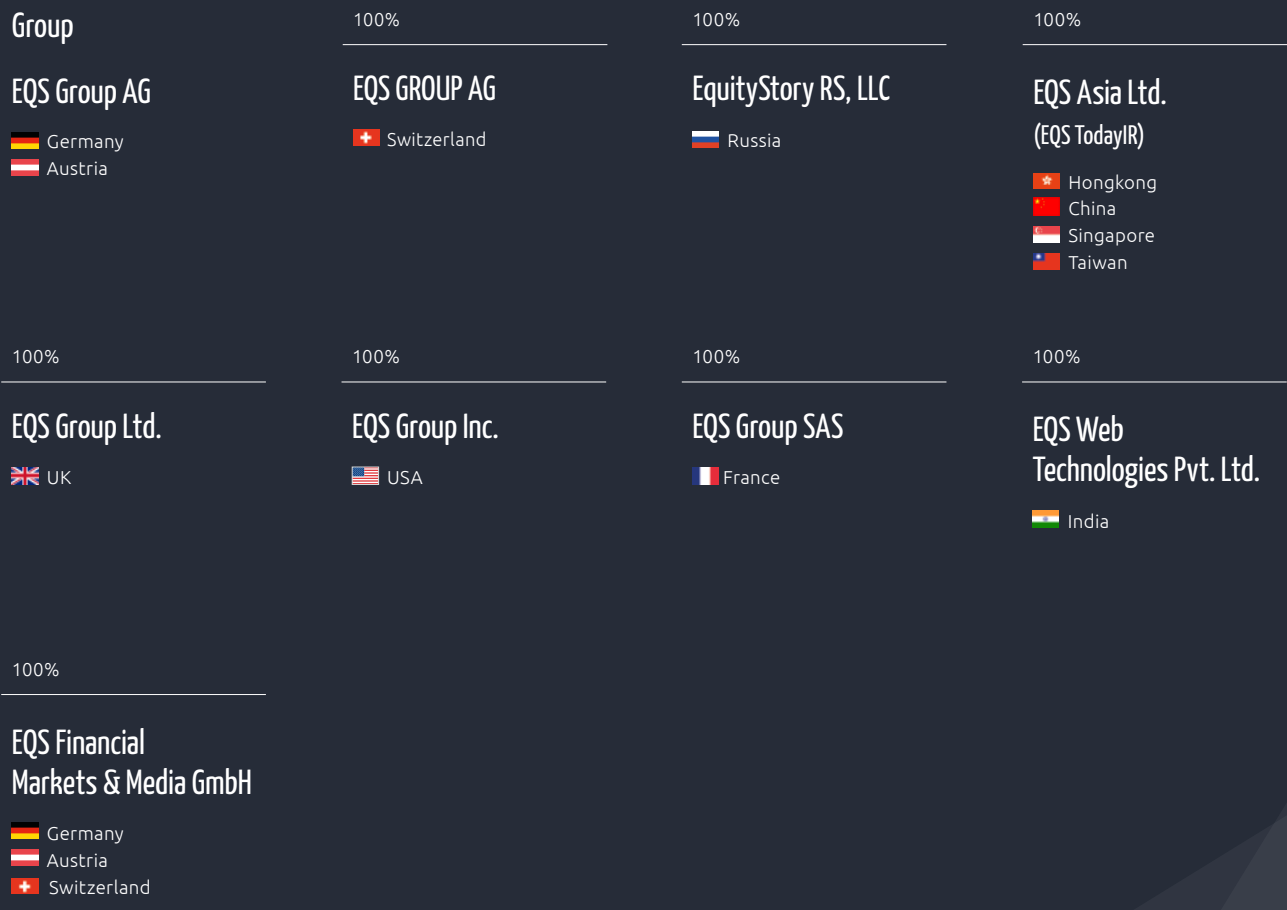 Group
EQS Group AG
Germany
Austria
100%
EQS GROUP AG
Switzerland
100%
EquityStory RS, LLC
Russia
100%
EQS Asia Ltd.
(EQS TodayIR)
Hongkong
China
Singapore
Taiwan
100%
EQS Group Ltd.
UK
100%
EQS Group Inc.
USA
100%
EQS Group SAS
France
100%
EQS Web
Technologies Pvt. Ltd.
India
100%
EQS Financial
Markets & Media GmbH
Germany
Austria
Switzerland